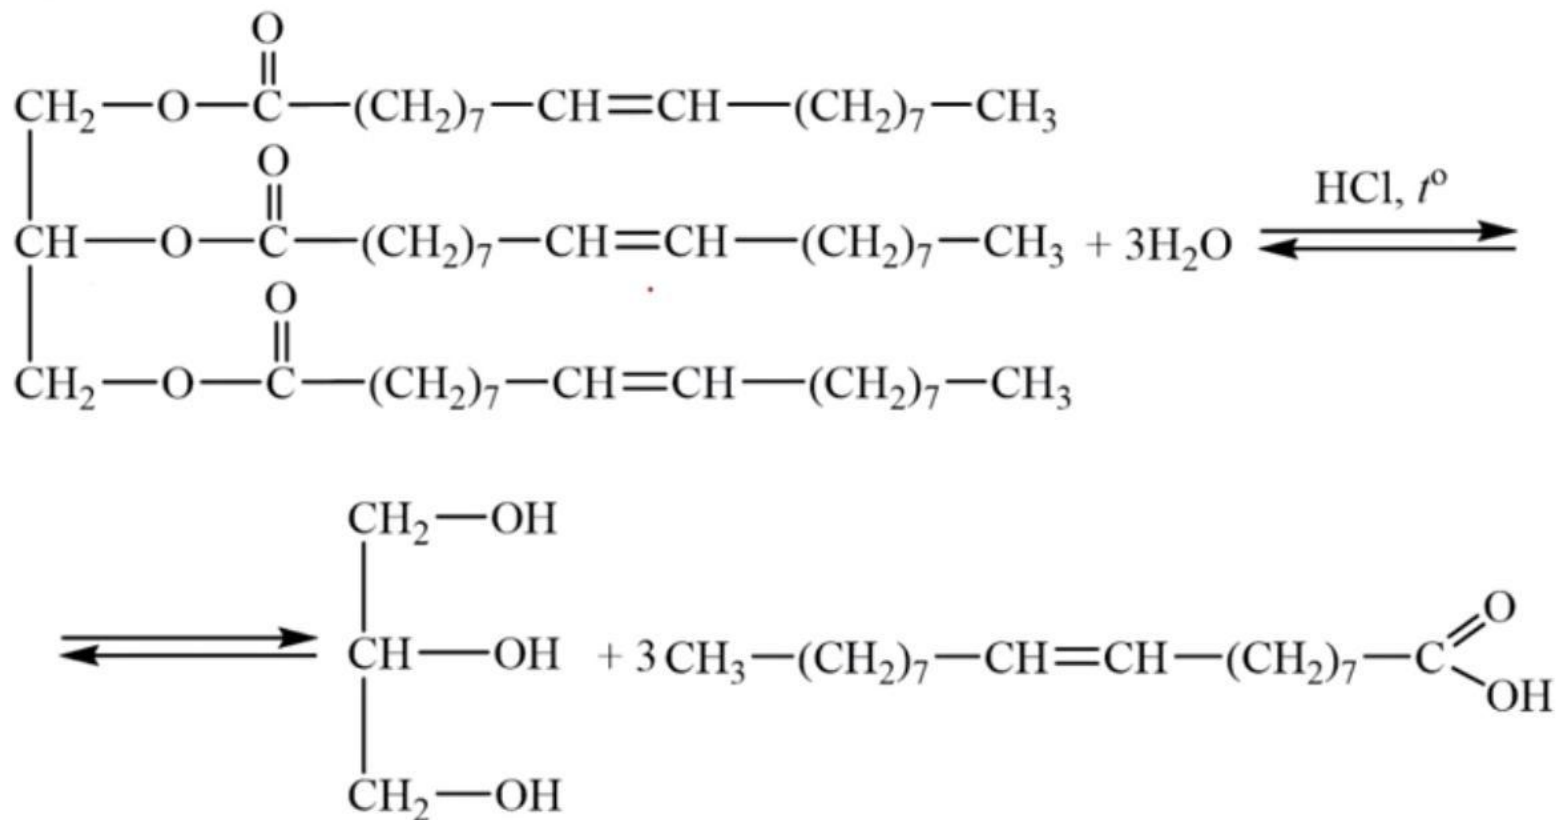 O
CH₂—O—C—(CH₂)₇—CH=CH—(CH₂)₇—CH₃
O
HCl, tº
CH—O—C—(CH₂)₇—CH=CH—(CH₂)₇—CH₃ + 3H₂O
O
CH₂—O—C—(CH₂)₇—CH=CH—(CH₂)₇—CH₃
CH₂—OH
O
CH—OH + 3 CH₃—(CH₂)₇—CH=CH—(CH₂)₇—C
OH
CH₂—OH